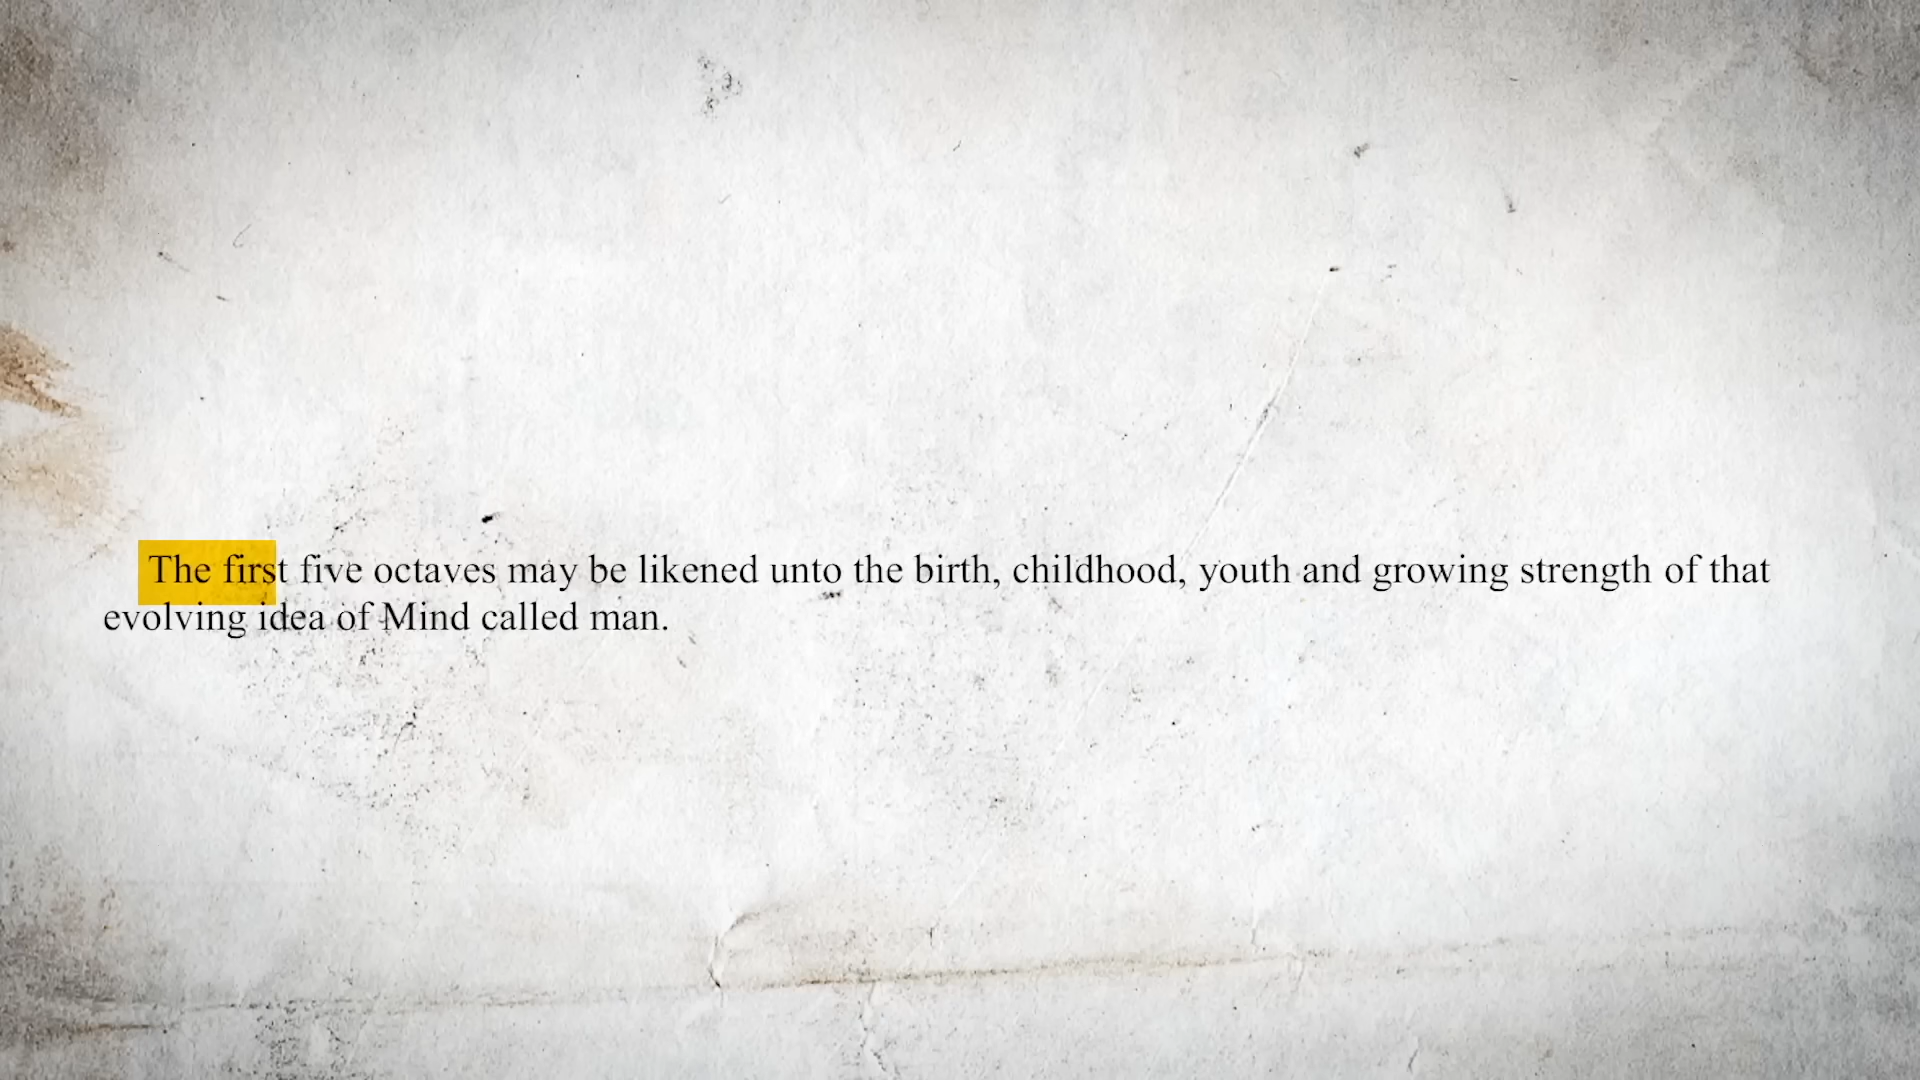 The first five octaves may be likened unto the birth, childhood, youth and growing strength of that
evolving idea of Mind called man.